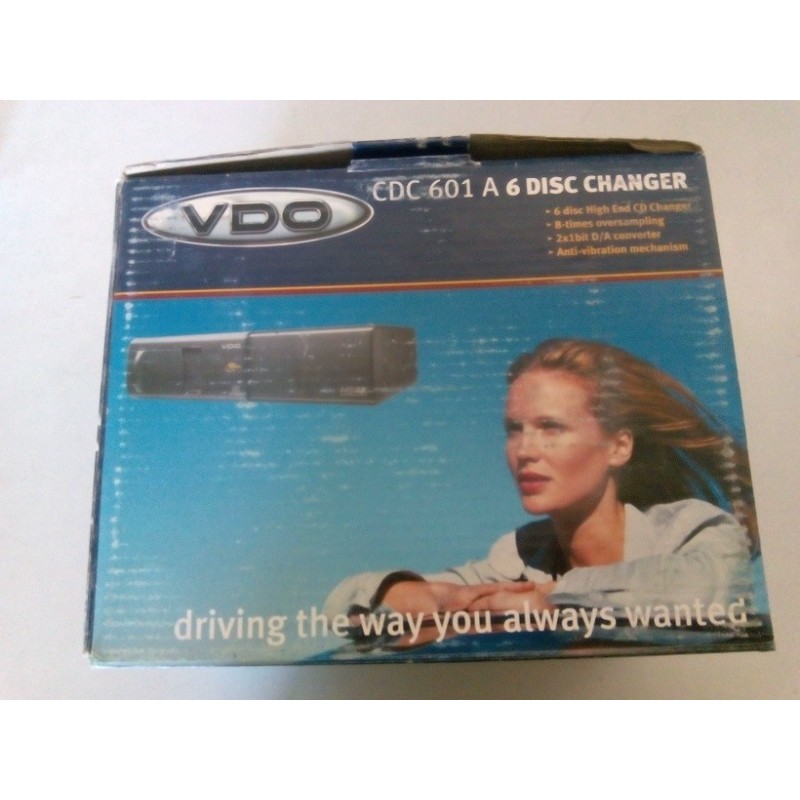 VDO
CDC 601 A 6 DISC CHANGER
6 disc High End CD Changer
8-times oversampling
2x1bit D/A converter
Anti-vibration mechanism
VDO
driving the way you always wanted